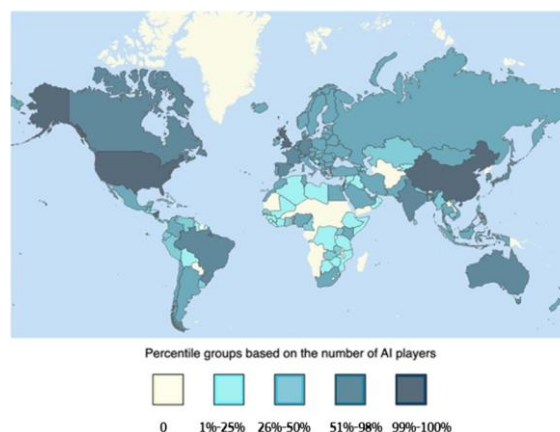 Percentile groups based on the number of AI players
0 1%-25% 26%-50% 51%-98% 99%-100%